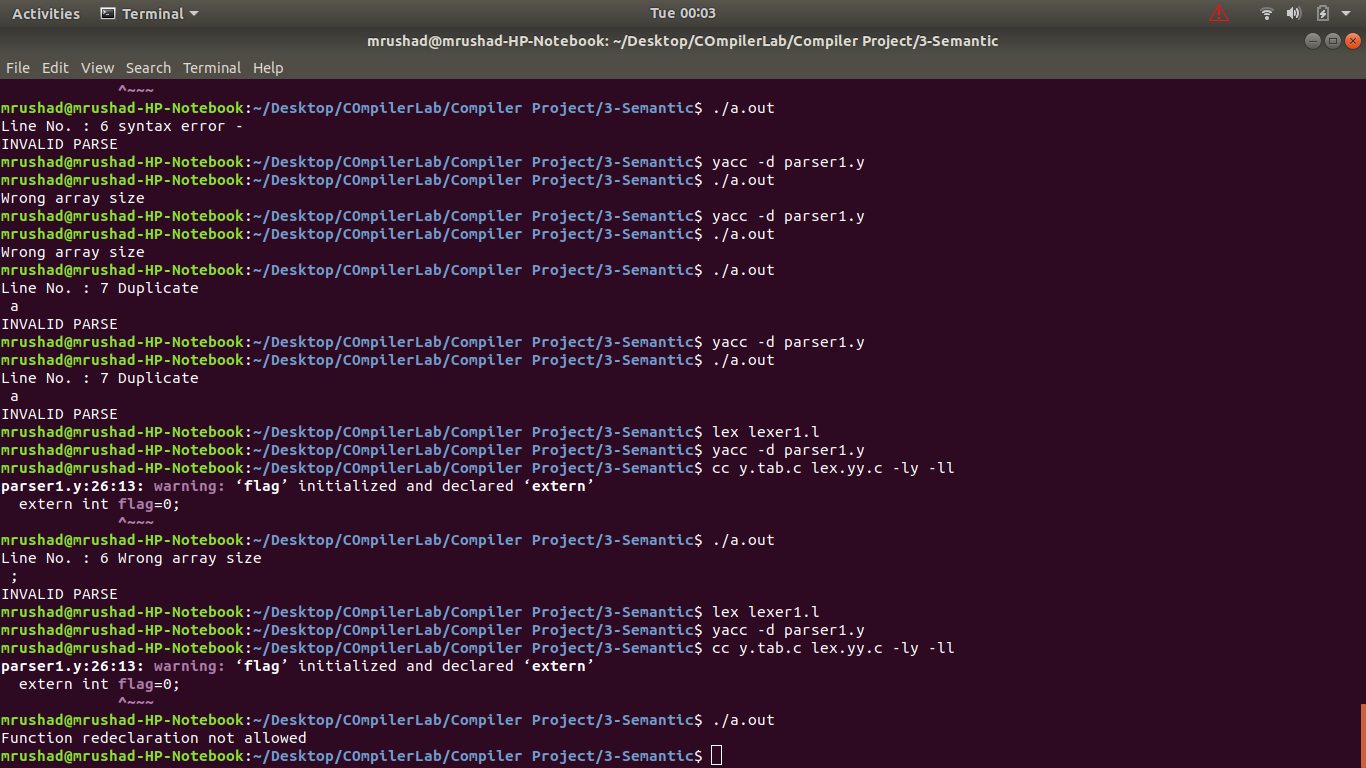 Activities Terminal Tue 00:03
mrushad@mrushad-HP-Notebook: ~/Desktop/COmpilerLab/Compiler Project/3-Semantic
File Edit View Search Terminal Help
^~~~
mrushad@mrushad-HP-Notebook:~/Desktop/COmpilerLab/Compiler Project/3-Semantic$ ./a.out
Line No. : 6 syntax error -
INVALID PARSE
mrushad@mrushad-HP-Notebook:~/Desktop/COmpilerLab/Compiler Project/3-Semantic$ yacc -d parser1.y
mrushad@mrushad-HP-Notebook:~/Desktop/COmpilerLab/Compiler Project/3-Semantic$ ./a.out
Wrong array size
mrushad@mrushad-HP-Notebook:~/Desktop/COmpilerLab/Compiler Project/3-Semantic$ yacc -d parser1.y
mrushad@mrushad-HP-Notebook:~/Desktop/COmpilerLab/Compiler Project/3-Semantic$ ./a.out
Wrong array size
mrushad@mrushad-HP-Notebook:~/Desktop/COmpilerLab/Compiler Project/3-Semantic$ ./a.out
Line No. : 7 Duplicate
a
INVALID PARSE
mrushad@mrushad-HP-Notebook:~/Desktop/COmpilerLab/Compiler Project/3-Semantic$ yacc -d parser1.y
mrushad@mrushad-HP-Notebook:~/Desktop/COmpilerLab/Compiler Project/3-Semantic$ ./a.out
Line No. : 7 Duplicate
a
INVALID PARSE
mrushad@mrushad-HP-Notebook:~/Desktop/COmpilerLab/Compiler Project/3-Semantic$ lex lexer1.l
mrushad@mrushad-HP-Notebook:~/Desktop/COmpilerLab/Compiler Project/3-Semantic$ yacc -d parser1.y
mrushad@mrushad-HP-Notebook:~/Desktop/COmpilerLab/Compiler Project/3-Semantic$ cc y.tab.c lex.yy.c -ly -ll
parser1.y:26:13: warning: ‘flag’ initialized and declared ‘extern’
extern int flag=0;
^~~~
mrushad@mrushad-HP-Notebook:~/Desktop/COmpilerLab/Compiler Project/3-Semantic$ ./a.out
Line No. : 6 Wrong array size
;
INVALID PARSE
mrushad@mrushad-HP-Notebook:~/Desktop/COmpilerLab/Compiler Project/3-Semantic$ lex lexer1.l
mrushad@mrushad-HP-Notebook:~/Desktop/COmpilerLab/Compiler Project/3-Semantic$ yacc -d parser1.y
mrushad@mrushad-HP-Notebook:~/Desktop/COmpilerLab/Compiler Project/3-Semantic$ cc y.tab.c lex.yy.c -ly -ll
parser1.y:26:13: warning: ‘flag’ initialized and declared ‘extern’
extern int flag=0;
^~~~
mrushad@mrushad-HP-Notebook:~/Desktop/COmpilerLab/Compiler Project/3-Semantic$ ./a.out
Function redeclaration not allowed
mrushad@mrushad-HP-Notebook:~/Desktop/COmpilerLab/Compiler Project/3-Semantic$